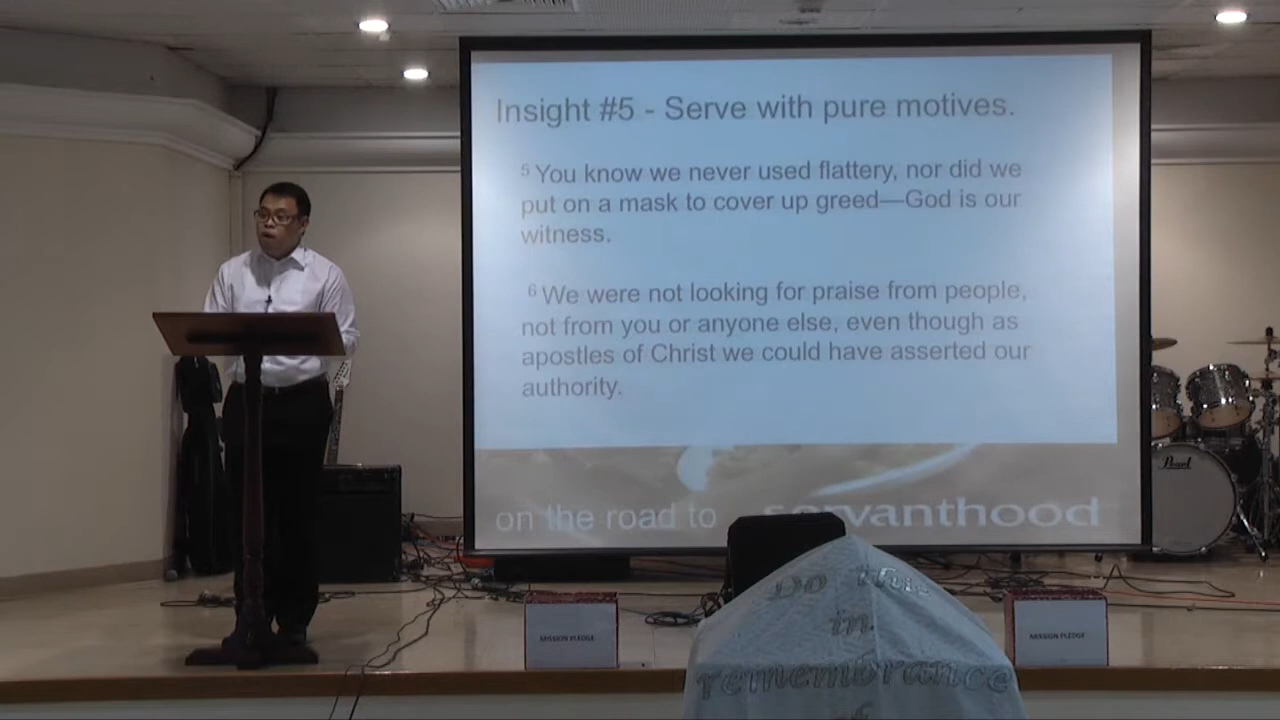 Insight #5 - Serve with pure motives.
5 You know we never used flattery, nor did we
put on a mask to cover up greed—God is our
witness.
6 We were not looking for praise from people,
not from you or anyone else, even though as
apostles of Christ we could have asserted our
authority.
on the road to servanthood
Pearl
MISSION PLEDGE
MISSION PLEDGE
Do this
in
remembrance
of